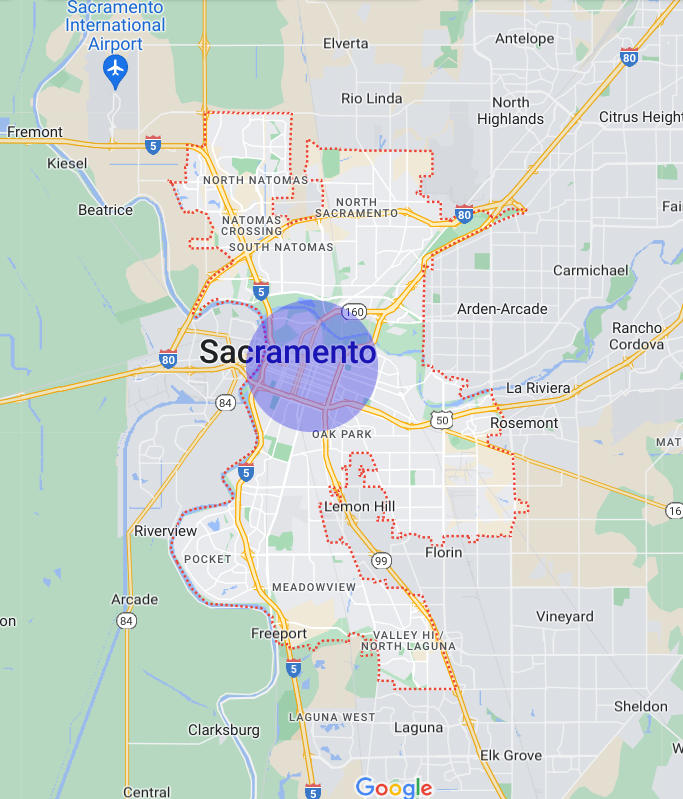 Sacramento
International
Airport
Elverta
Antelope
80
Rio Linda
North
Highlands
Citrus Height
Fremont
5
Kiesel
NORTH NATOMAS
Fai
Beatrice
NORTH
SACRAMENTO
80
NATOMAS
CROSSING
SOUTH NATOMAS
Carmichael
5
160
Arden-Arcade
Rancho
Cordova
Sacramento
80
La Riviera
84
50
Rosemont
OAK PARK
MAT
5
Lemon Hill
16
Riverview
POCKET
Florin
99
MEADOWVIEW
Arcade
84
on
Vineyard
Freeport
VALLEY HI /
NORTH LAGUNA
5
Sheldon
LAGUNA WEST
Clarksburg
Laguna
W
Elk Grove
Central
5
Google